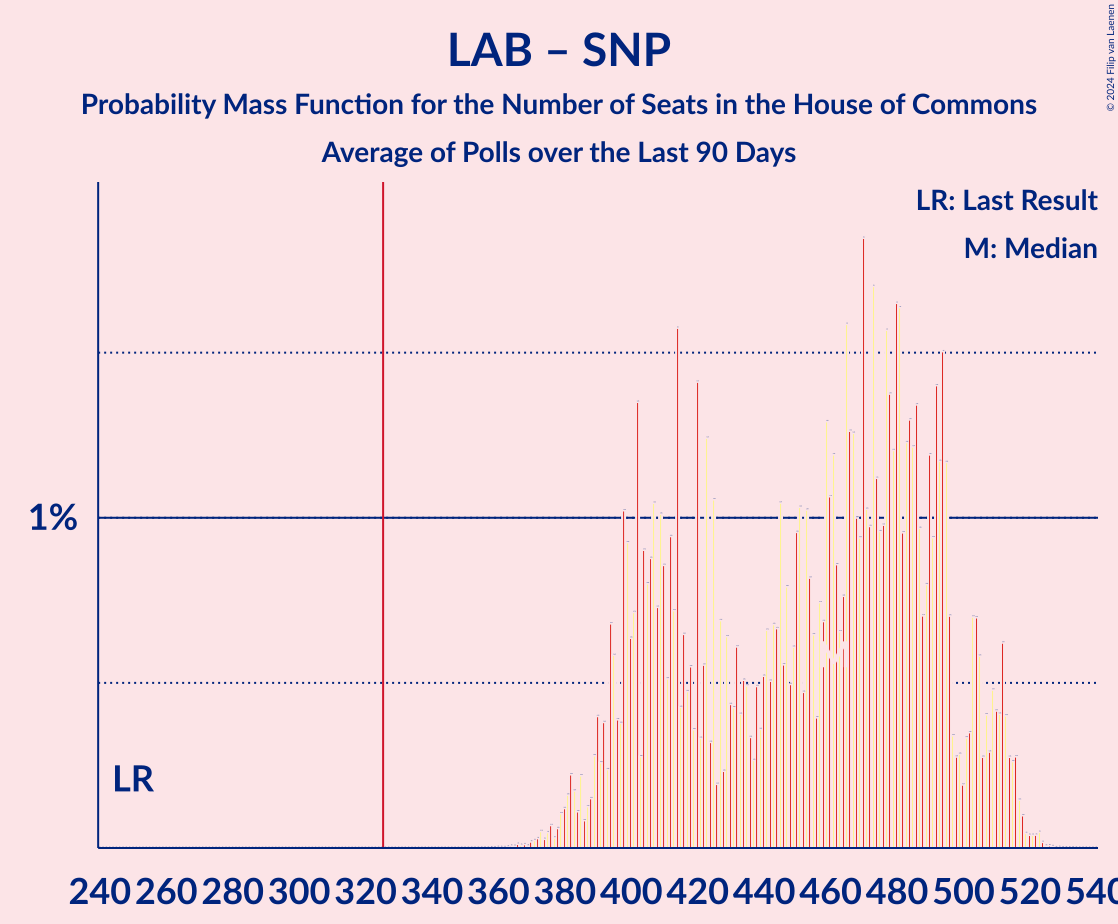 LAB – SNP
Probability Mass Function for the Number of Seats in the House of Commons
Average of Polls over the Last 90 Days
© 2024 Filip van Laenen
LR: Last Result
M: Median
1%
LR
M
240 260 280 300 320 340 360 380 400 420 440 460 480 500 520 540